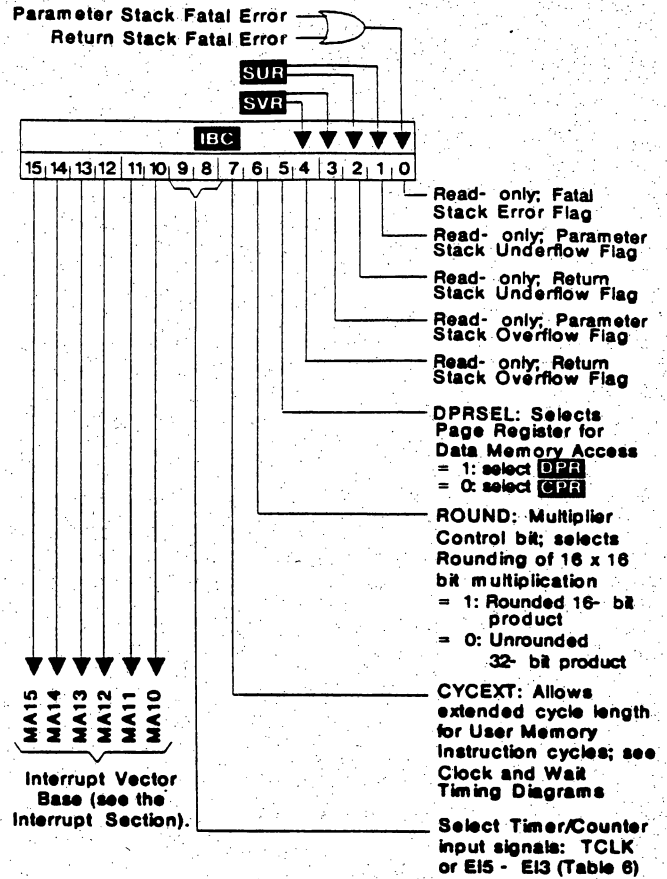 Parameter Stack Fatal Error
Return Stack Fatal Error
SUR
SVR
IBC
15 14 13 12 11 10 9 8 7 6 5 4 3 2 1 0
Read- only; Fatal
Stack Error Flag
Read- only; Parameter
Stack Underflow Flag
Read- only; Return
Stack Underflow Flag
Read- only; Parameter
Stack Overflow Flag
Read- only; Return
Stack Overflow Flag
DPRSEL: Selects
Page Register for
Data Memory Access
= 1: select DPR
= 0: select CPR
ROUND: Multiplier
Control bit; selects
Rounding of 16 x 16
bit multiplication
= 1: Rounded 16- bit
product
= 0: Unrounded
32- bit product
CYCEXT: Allows
extended cycle length
for User Memory
Instruction cycles; see
Clock and Wait
Timing Diagrams
Select Timer/Counter
input signals: TCLK
or EI5 - EI3 (Table 6)
MA15
MA14
MA13
MA12
MA11
MA10
Interrupt Vector
Base (see the
Interrupt Section).